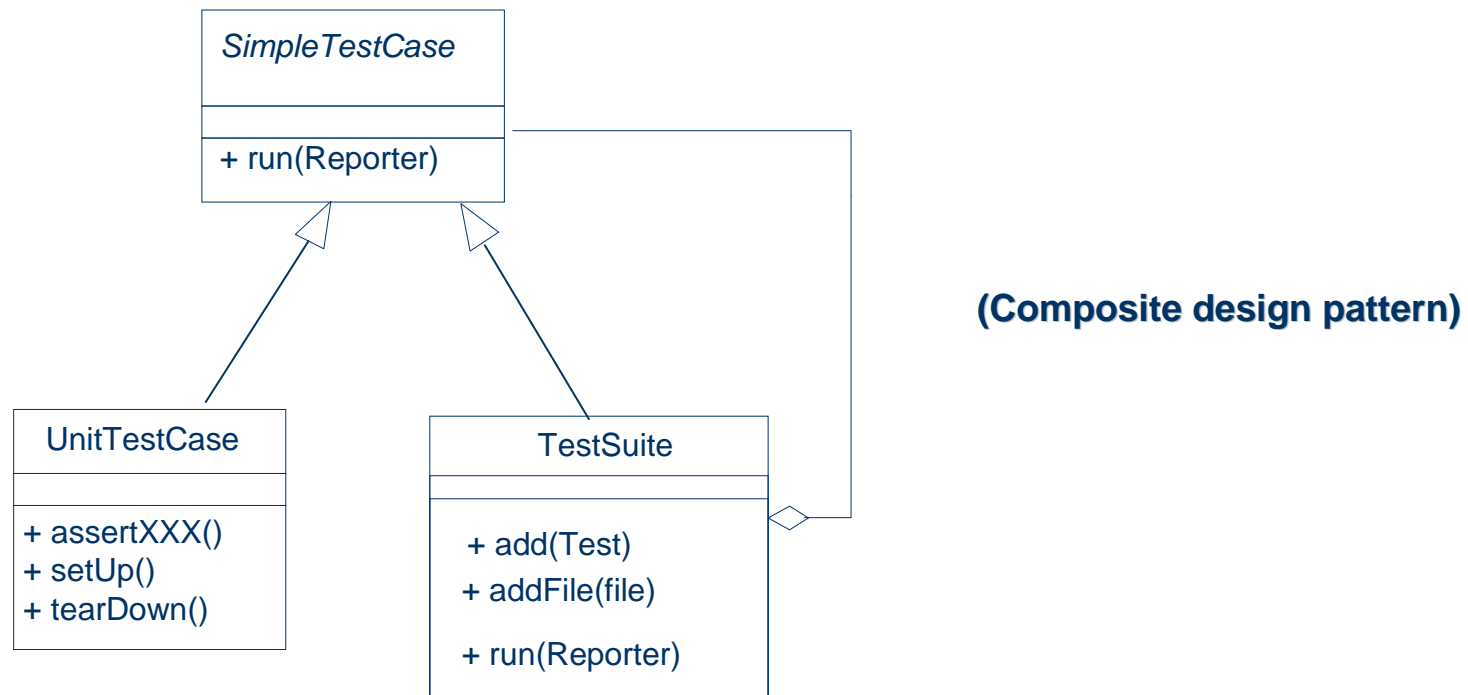 SimpleTestCase
+ run(Reporter)
(Composite design pattern)
UnitTestCase
+ assertXXX()
+ setUp()
+ tearDown()
TestSuite
+ add(Test)
+ addFile(file)
+ run(Reporter)